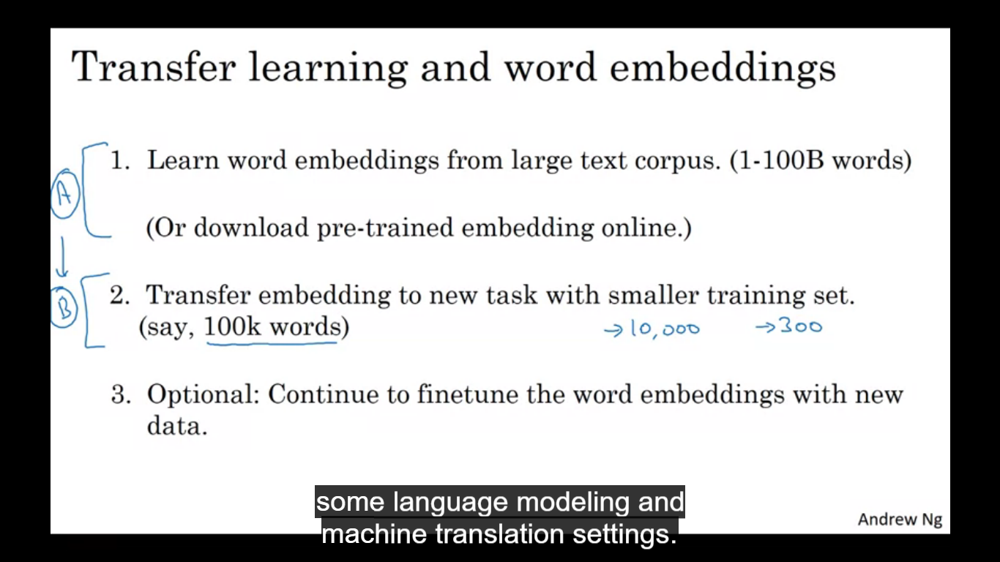 Transfer learning and word embeddings
1. Learn word embeddings from large text corpus. (1-100B words)
A
(Or download pre-trained embedding online.)
2. Transfer embedding to new task with smaller training set.
B
(say, 100k words) →10,000 →300
3. Optional: Continue to finetune the word embeddings with new
data.
some language modeling and
machine translation settings.
Andrew Ng